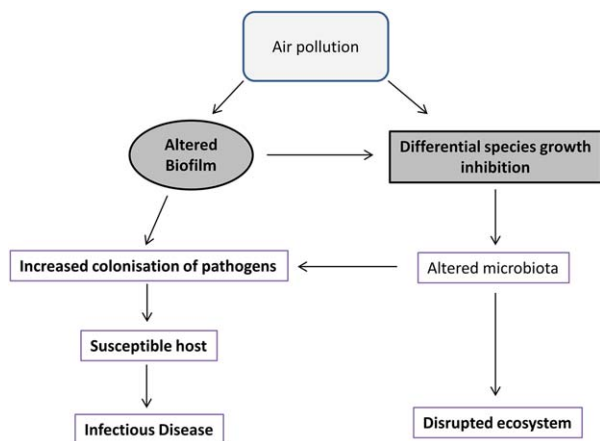 Air pollution
Altered
Biofilm
Differential species growth
inhibition
Increased colonisation of pathogens
Altered microbiota
Susceptible host
Infectious Disease
Disrupted ecosystem